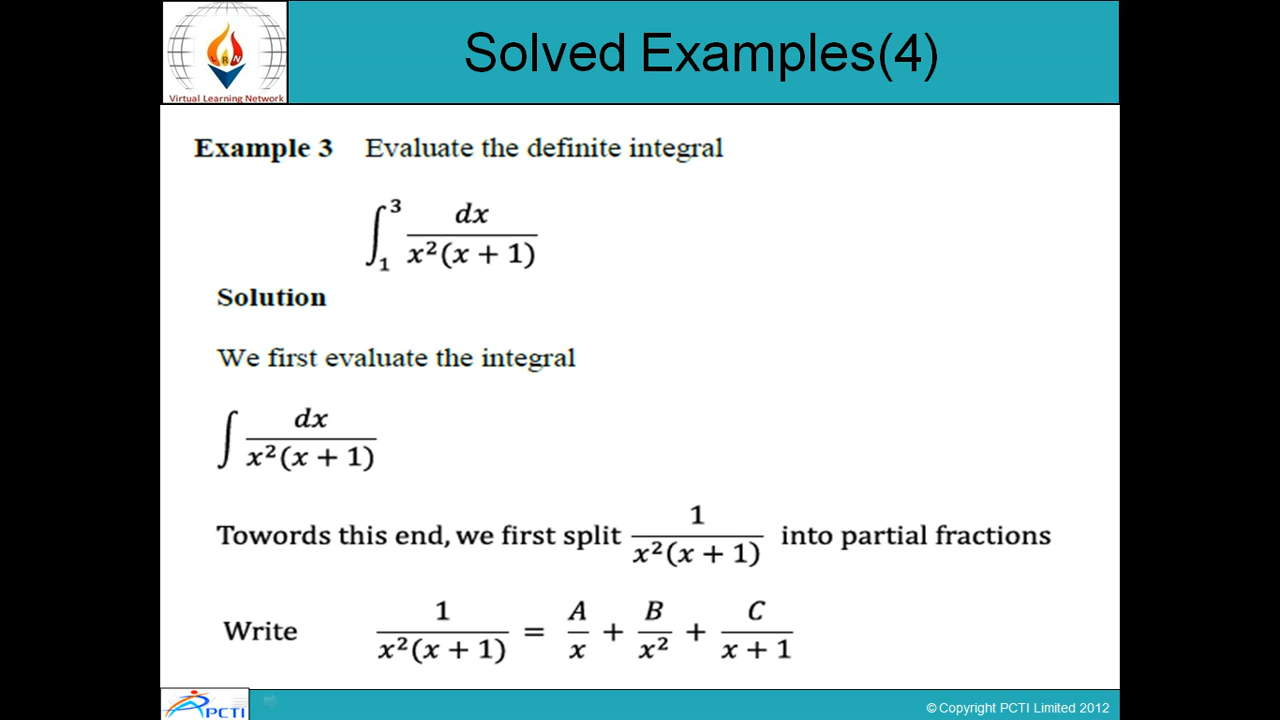 Solved Examples(4)
LRN
Virtual Learning Network
Example 3 Evaluate the definite integral
∫₁³ dx / x²(x + 1)
Solution
We first evaluate the integral
∫ dx / x²(x + 1)
Towords this end, we first split 1 / x²(x + 1) into partial fractions
Write 1 / x²(x + 1) = A / x + B / x² + C / x + 1
PCTI
© Copyright PCTI Limited 2012